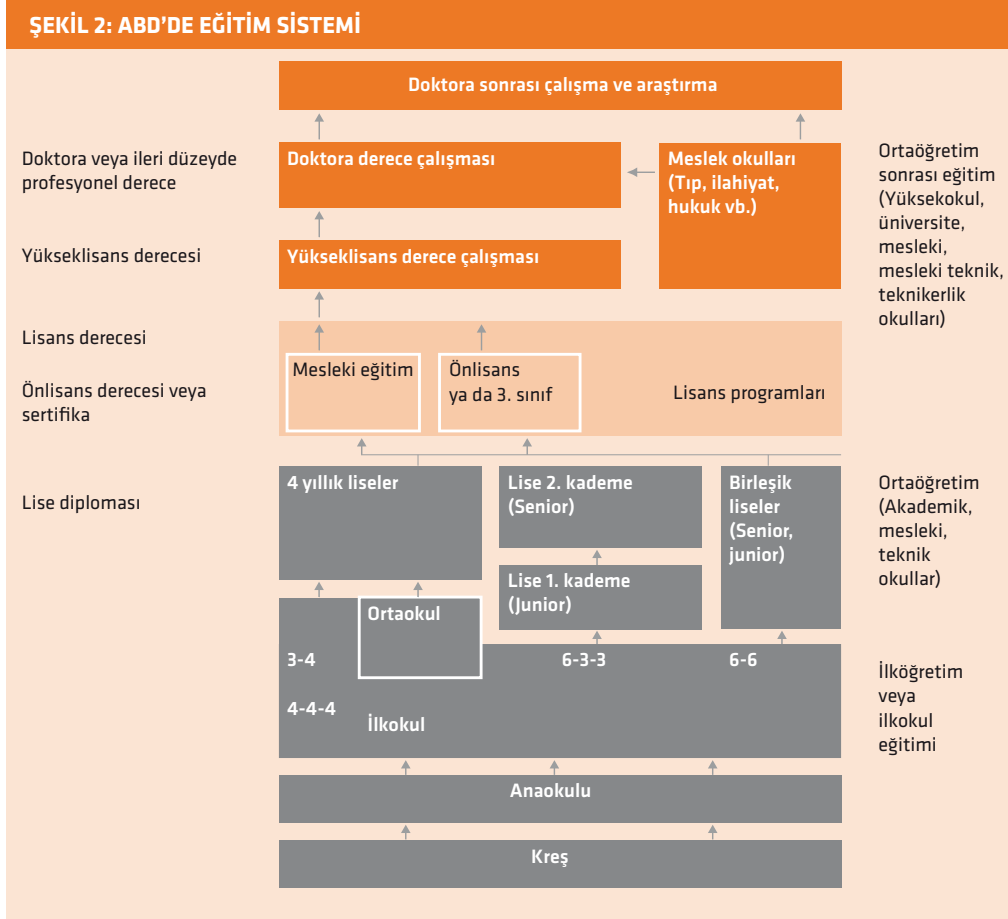 ŞEKİL 2: ABD’DE EĞİTİM SİSTEMİ
Doktora sonrası çalışma ve araştırma
Doktora veya ileri düzeyde
profesyonel derece
Doktora derece çalışması
Meslek okulları
(Tıp, ilahiyat,
hukuk vb.)
Ortaöğretim
sonrası eğitim
(Yüksekokul,
üniversite,
mesleki,
mesleki teknik,
teknikerlik
okulları)
Yükseklisans derecesi
Yükseklisans derece çalışması
Lisans derecesi
Önlisans derecesi veya
sertifika
Mesleki eğitim
Önlisans
ya da 3. sınıf
Lisans programları
Lise diploması
4 yıllık liseler
Lise 2. kademe
(Senior)
Birleşik
liseler
(Senior,
junior)
Ortaöğretim
(Akademik,
mesleki,
teknik
okullar)
Lise 1. kademe
(Junior)
Ortaokul
3-4
6-3-3
6-6
4-4-4
İlkokul
İlköğretim
veya
ilkokul
eğitimi
Anaokulu
Kreş